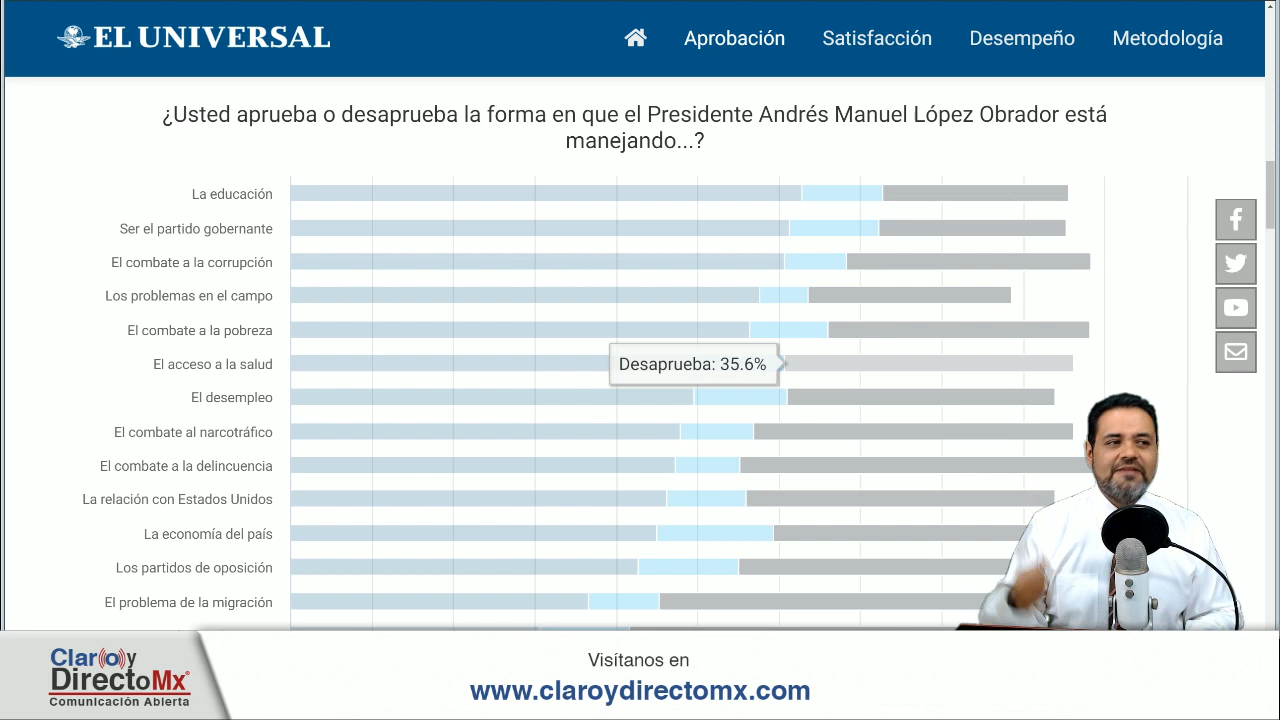 EL UNIVERSAL
Aprobación
Satisfacción
Desempeño
Metodología
¿Usted aprueba o desaprueba la forma en que el Presidente Andrés Manuel López Obrador está
manejando...?
La educación
Ser el partido gobernante
El combate a la corrupción
Los problemas en el campo
El combate a la pobreza
El acceso a la salud
Desaprueba: 35.6%
El desempleo
El combate al narcotráfico
El combate a la delincuencia
La relación con Estados Unidos
La economía del país
Los partidos de oposición
El problema de la migración
Claro y
DirectoMx
Comunicación Abierta
Visítanos en
www.claroydirectomx.com